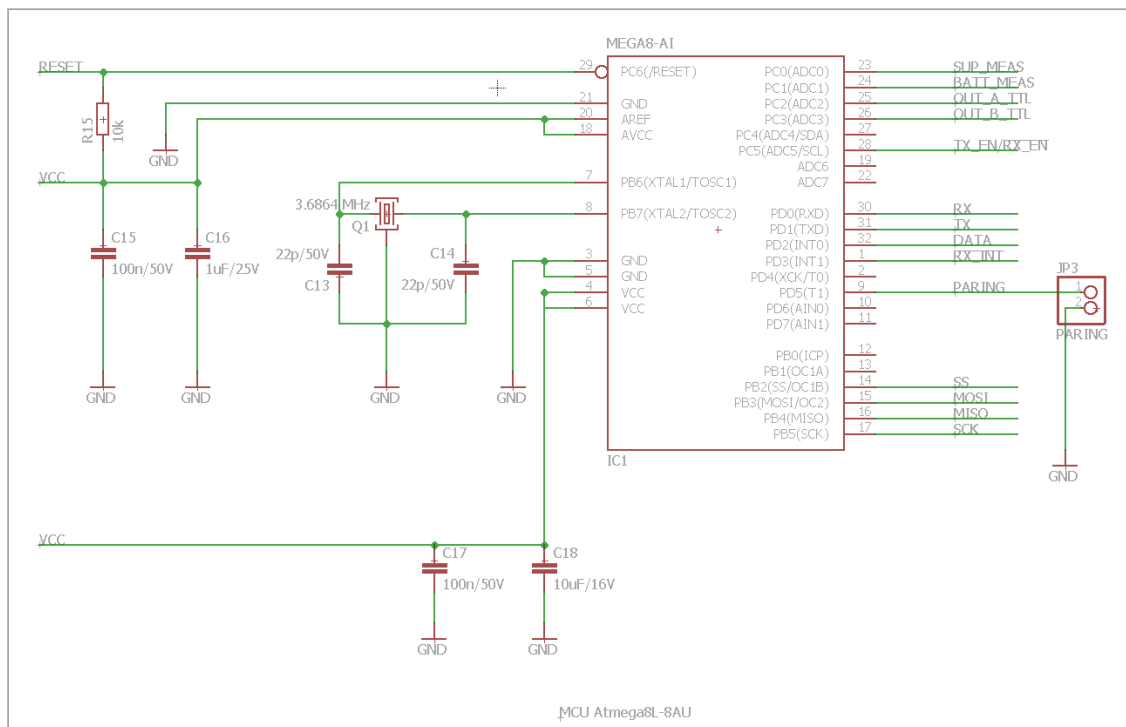 MEGA8-AI
RESET
29
PC6(/RESET)
PC0(ADC0)
23
SUP_MEAS
PC1(ADC1)
24
BATT_MEAS
21
GND
PC2(ADC2)
25
OUT_A_TTL
20
AREF
PC3(ADC3)
26
OUT_B_TTL
18
AVCC
PC4(ADC4/SDA)
27
PC5(ADC5/SCL)
28
TX_EN/RX_EN
ADC6
19
ADC7
22
R15
10k
GND
VCC
7
PB6(XTAL1/TOSC1)
3.6864 MHz
Q1
8
PB7(XTAL2/TOSC2)
PD0(RXD)
30
RX
PD1(TXD)
31
TX
PD2(INT0)
32
DATA
PD3(INT1)
1
RX_INT
PD4(XCK/T0)
2
PD5(T1)
9
PARING
PD6(AIN0)
10
PD7(AIN1)
11
C15
100n/50V
C16
1uF/25V
22p/50V
C13
C14
22p/50V
3
GND
5
GND
4
VCC
6
VCC
JP3
1
2
PARING
PB0(ICP)
12
PB1(OC1A)
13
PB2(SS/OC1B)
14
SS
PB3(MOSI/OC2)
15
MOSI
PB4(MISO)
16
MISO
PB5(SCK)
17
SCK
GND
GND
GND
GND
IC1
GND
VCC
C17
100n/50V
C18
10uF/16V
GND
GND
MCU Atmega8L-8AU